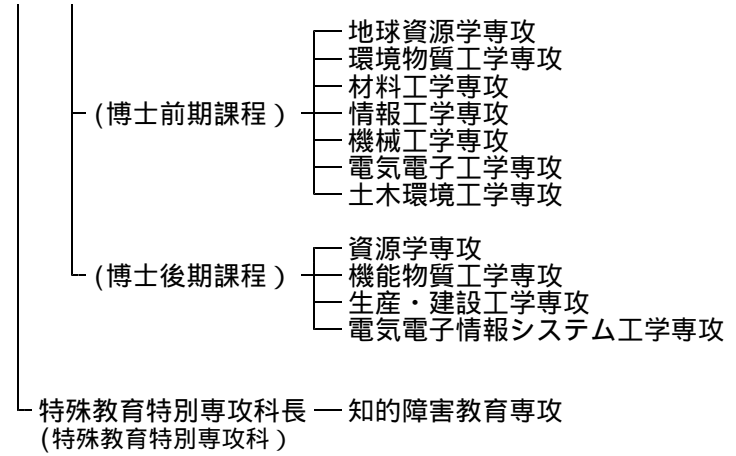 地球資源学専攻
環境物質工学専攻
材料工学専攻
(博士前期課程) 情報工学専攻
機械工学専攻
電気電子工学専攻
土木環境工学専攻
資源学専攻
(博士後期課程) 機能物質工学専攻
生産・建設工学専攻
電気電子情報システム工学専攻
特殊教育特別専攻科長 知的障害教育専攻
(特殊教育特別専攻科)